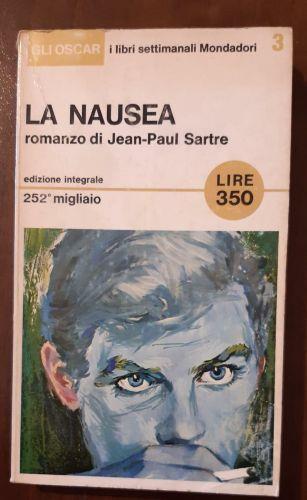 GLI OSCAR i libri settimanali Mondadori 3
LA NAUSEA
romanzo di Jean-Paul Sartre
edizione integrale
252° migliaio
LIRE
350